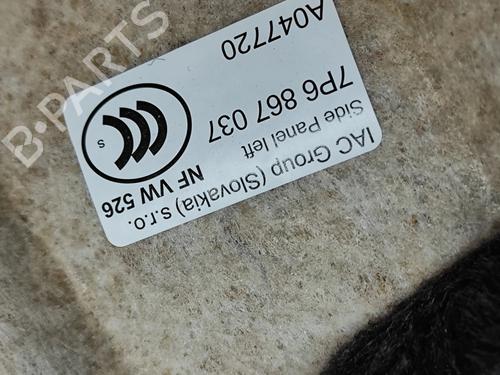 IAC Group (Slovakia) s.r.o.
Side Panel left
7P6 867 037
NF VW 526
A047720
S
B-PARTS